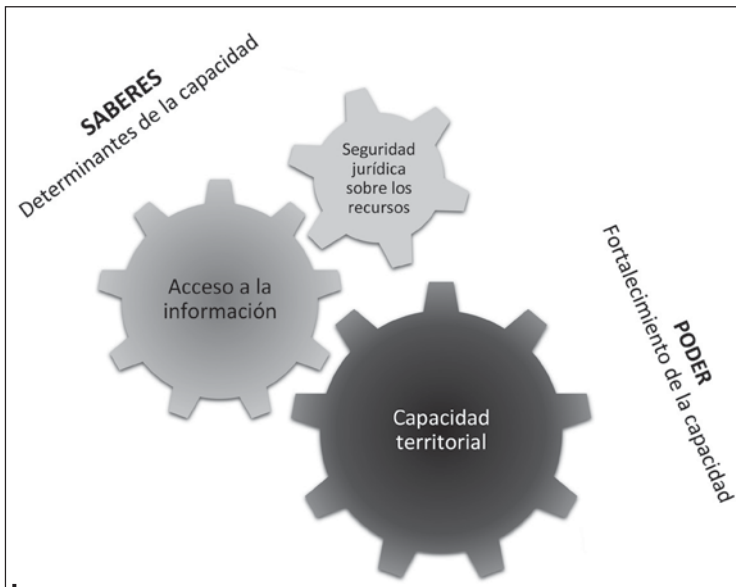 SABERES
Determinantes de la capacidad
Seguridad
jurídica
sobre los
recursos
Acceso a la
información
Capacidad
territorial
PODER
Fortalecimiento de la capacidad